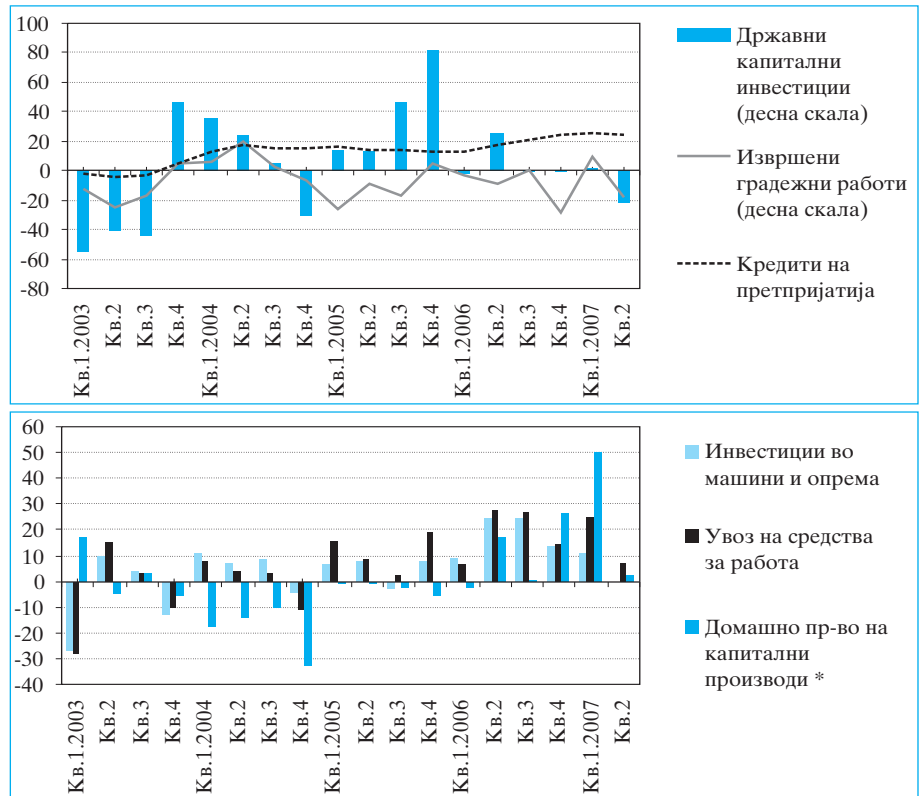 100
80
60
40
20
0
-20
-40
-60
-80
Кв.1.2003
Кв.2
Кв.3
Кв.4
Кв.1.2004
Кв.2
Кв.3
Кв.4
Кв.1.2005
Кв.2
Кв.3
Кв.4
Кв.1.2006
Кв.2
Кв.3
Кв.4
Кв.1.2007
Кв.2
Државни
капитални
инвестиции
(десна скала)
Извршени
градежни работи
(десна скала)
Кредити на
претпријатија
60
50
40
30
20
10
0
-10
-20
-30
-40
Кв.1.2003
Кв.2
Кв.3
Кв.4
Кв.1.2004
Кв.2
Кв.3
Кв.4
Кв.1.2005
Кв.2
Кв.3
Кв.4
Кв.1.2006
Кв.2
Кв.3
Кв.4
Кв.1.2007
Кв.2
Инвестиции во
машини и опрема
Увоз на средства
за работа
Домашно пр-во на
капитални
производи *